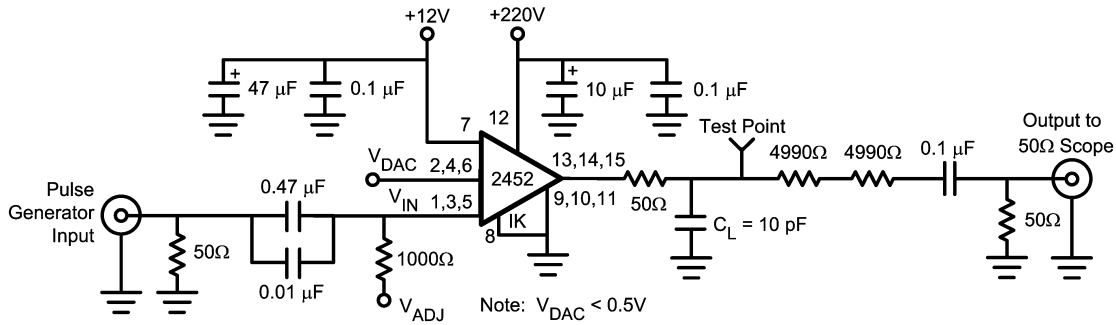 +12V
+220V
+
47 μF
0.1 μF
+
10 μF
0.1 μF
7
12
V_DAC
2,4,6
2452
13,14,15
9,10,11
50Ω
Test Point
4990Ω
4990Ω
0.1 μF
Output to
50Ω Scope
Pulse
Generator
Input
0.47 μF
V_IN
1,3,5
IK
8
50Ω
0.01 μF
1000Ω
V_ADJ
C_L = 10 pF
50Ω
Note: V_DAC < 0.5V